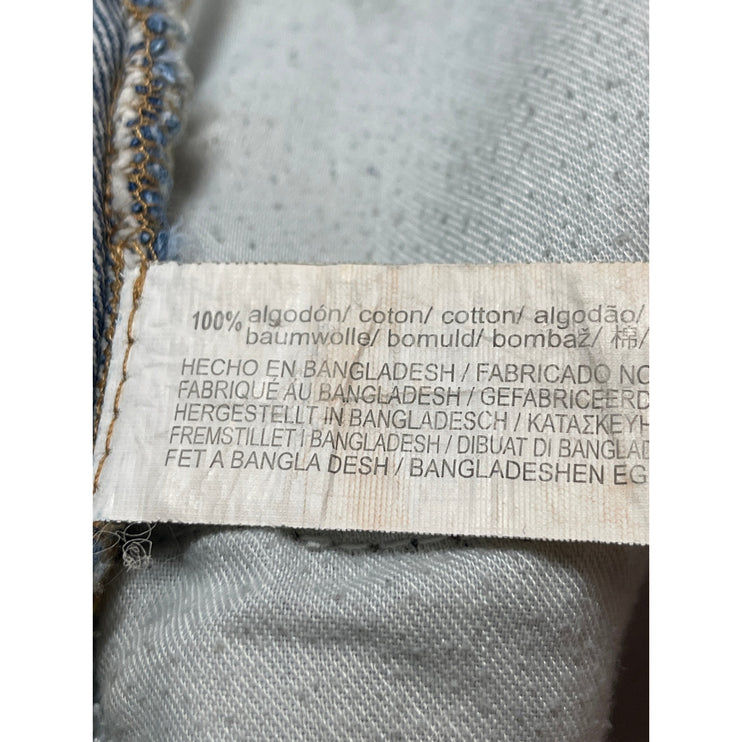 100% algodón/ coton/ cotton/ algodão/
baumwolle/ bomuld/ bombaž/ 棉/
HECHO EN BANGLADESH / FABRICADO NO
FABRIQUÉ AU BANGLADESH / GEFABRICEERD
HERGESTELLT IN BANGLADESCH / ΚΑΤΑΣΚΕΥΗ
FREMSTILLET I BANGLADESH / DIBUAT DI BANGLAD
FET A BANGLA DESH / BANGLADESHEN EG